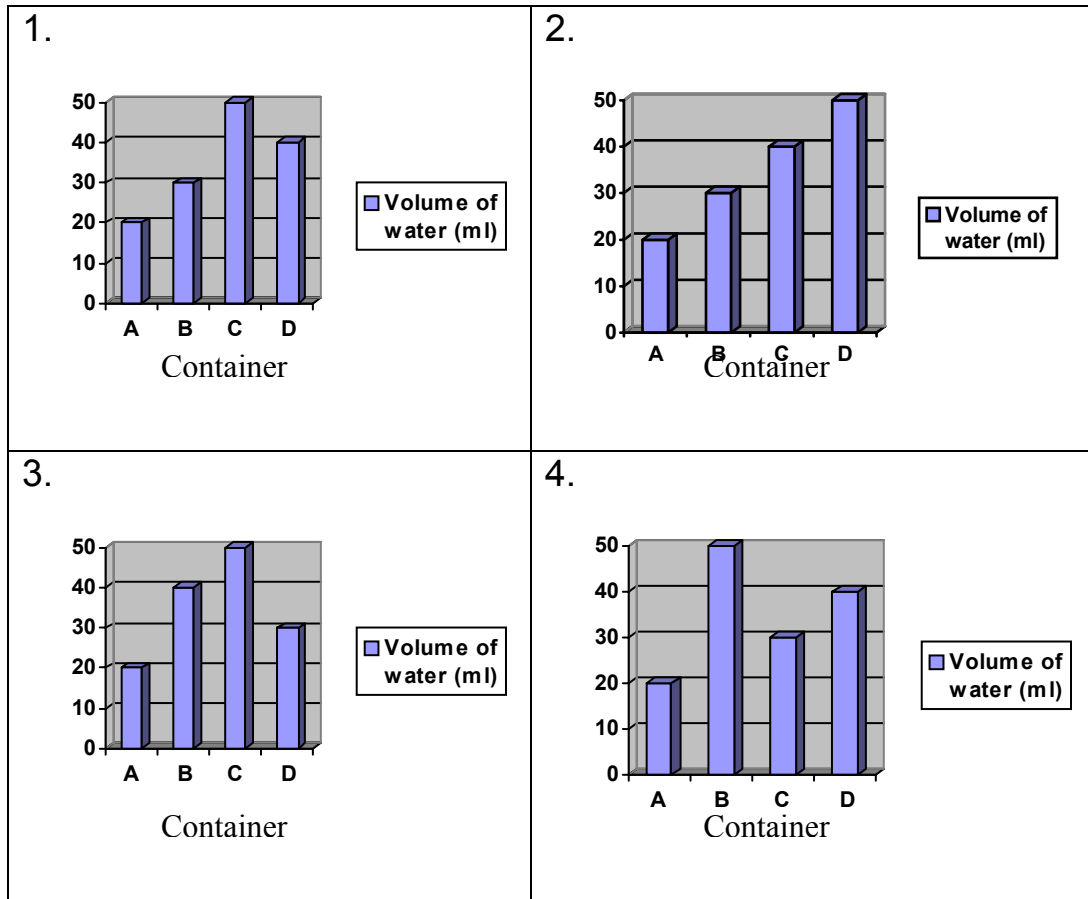 1.
50
40
30
20
10
0
A B C D
Container
Volume of
water (ml)
2.
50
40
30
20
10
0
A B C D
Container
Volume of
water (ml)
3.
50
40
30
20
10
0
A B C D
Container
Volume of
water (ml)
4.
50
40
30
20
10
0
A B C D
Container
Volume of
water (ml)